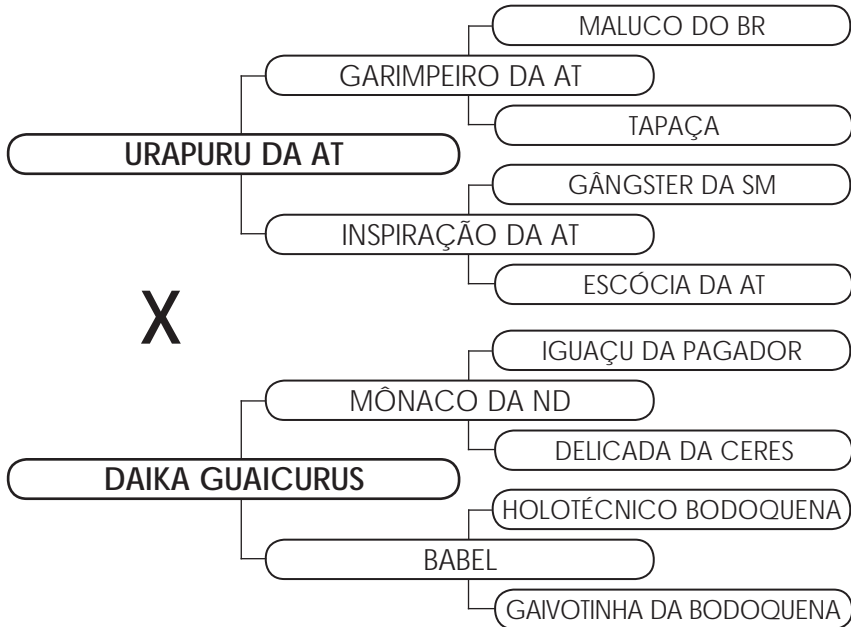 MALUCO DO BR
GARIMPEIRO DA AT
TAPAÇA
URAPURU DA AT
GÂNGSTER DA SM
INSPIRAÇÃO DA AT
ESCÓCIA DA AT
X
IGUAÇU DA PAGADOR
MÔNACO DA ND
DELICADA DA CERES
DAIKA GUAICURUS
HOLOTÉCNICO BODOQUENA
BABEL
GAIVOTINHA DA BODOQUENA